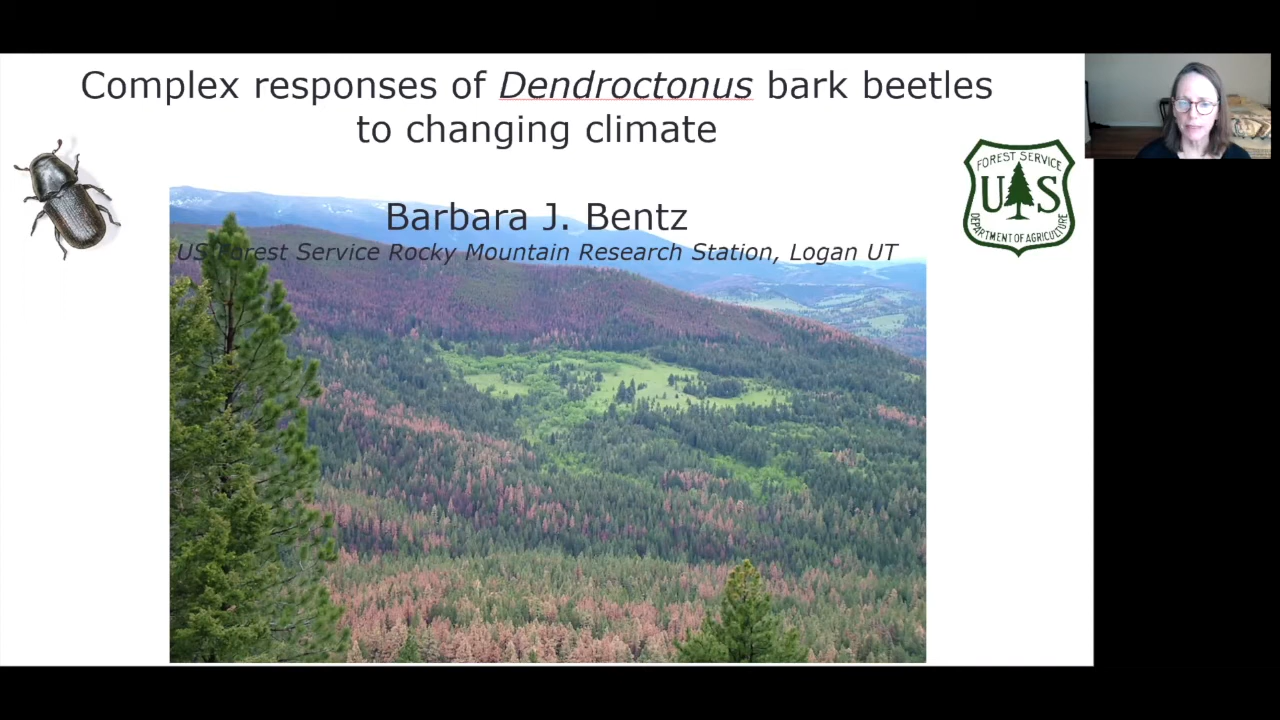 Complex responses of Dendroctonus bark beetles
to changing climate
Barbara J. Bentz
US Forest Service Rocky Mountain Research Station, Logan UT
FOREST SERVICE
U S
DEPARTMENT OF AGRICULTURE